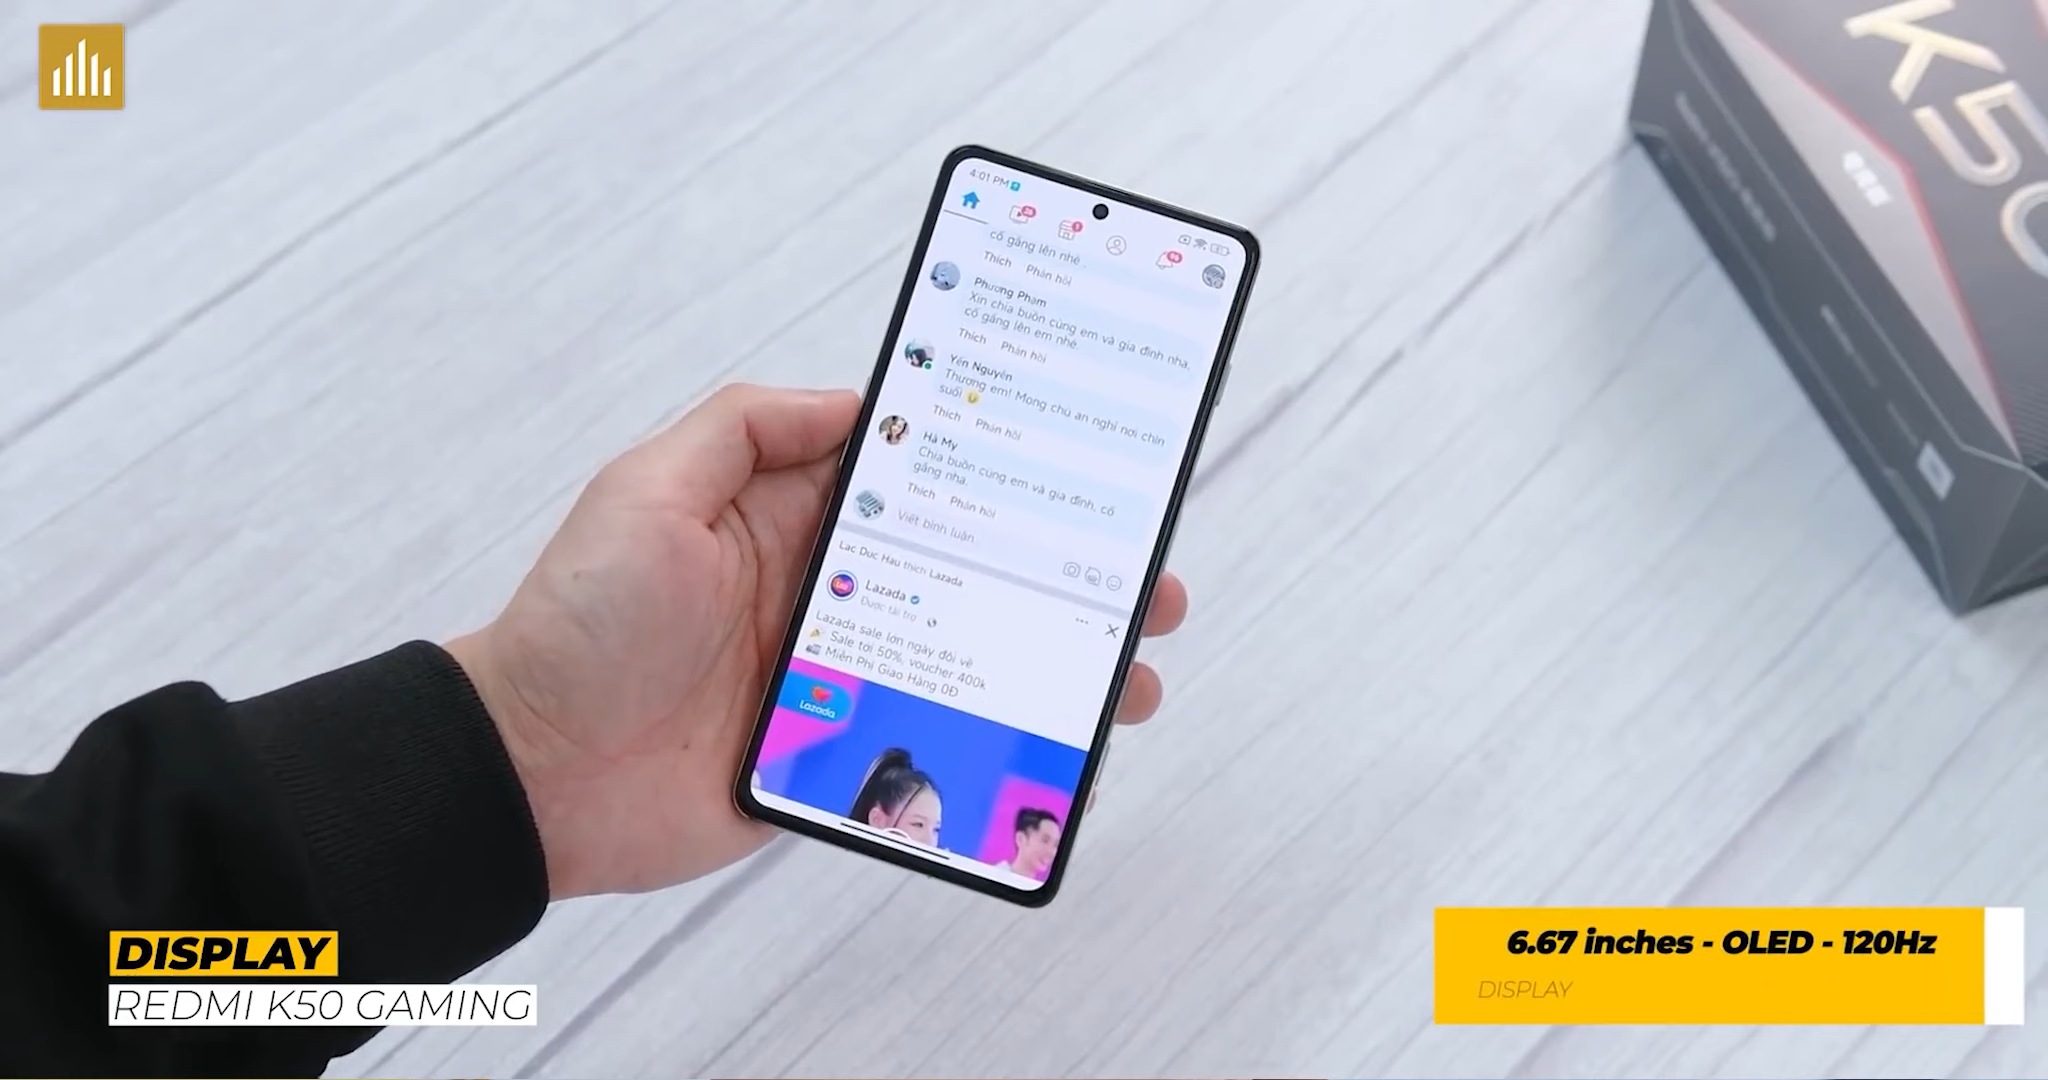 K50
4:01 PM
cố gắng lên nhé.
Thích Phản hồi
Phương Phạm
Xin chia buồn cùng em và gia đình nha,
cố gắng lên em nhé.
Thích Phản hồi
Yến Nguyễn
Thương em! Mong chú an nghỉ nơi chín
suối
Thích Phản hồi
Hà My
Chia buồn cùng em và gia đình, cố
gắng nha.
Thích Phản hồi
Viết bình luận
Lac Duc Hau thích Lazada
Lazada
Được tài trợ
Lazada sale lớn ngày đôi về
Sale tới 50%, voucher 400k
Miễn Phí Giao Hàng 0Đ
Lazada
DISPLAY
REDMI K50 GAMING
6.67 inches - OLED - 120Hz
DISPLAY